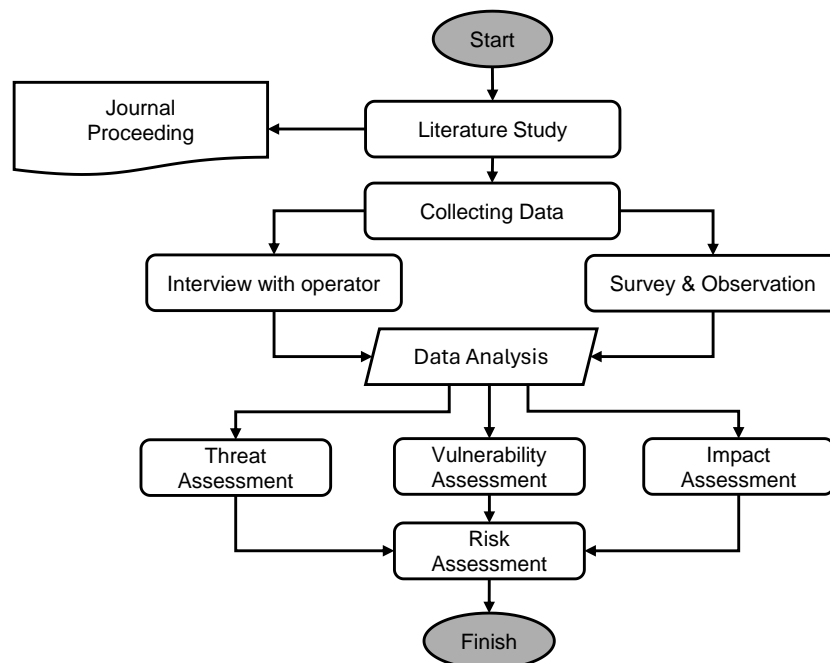 Start
Journal
Proceeding
Literature Study
Collecting Data
Interview with operator
Survey & Observation
Data Analysis
Threat
Assessment
Vulnerability
Assessment
Impact
Assessment
Risk
Assessment
Finish